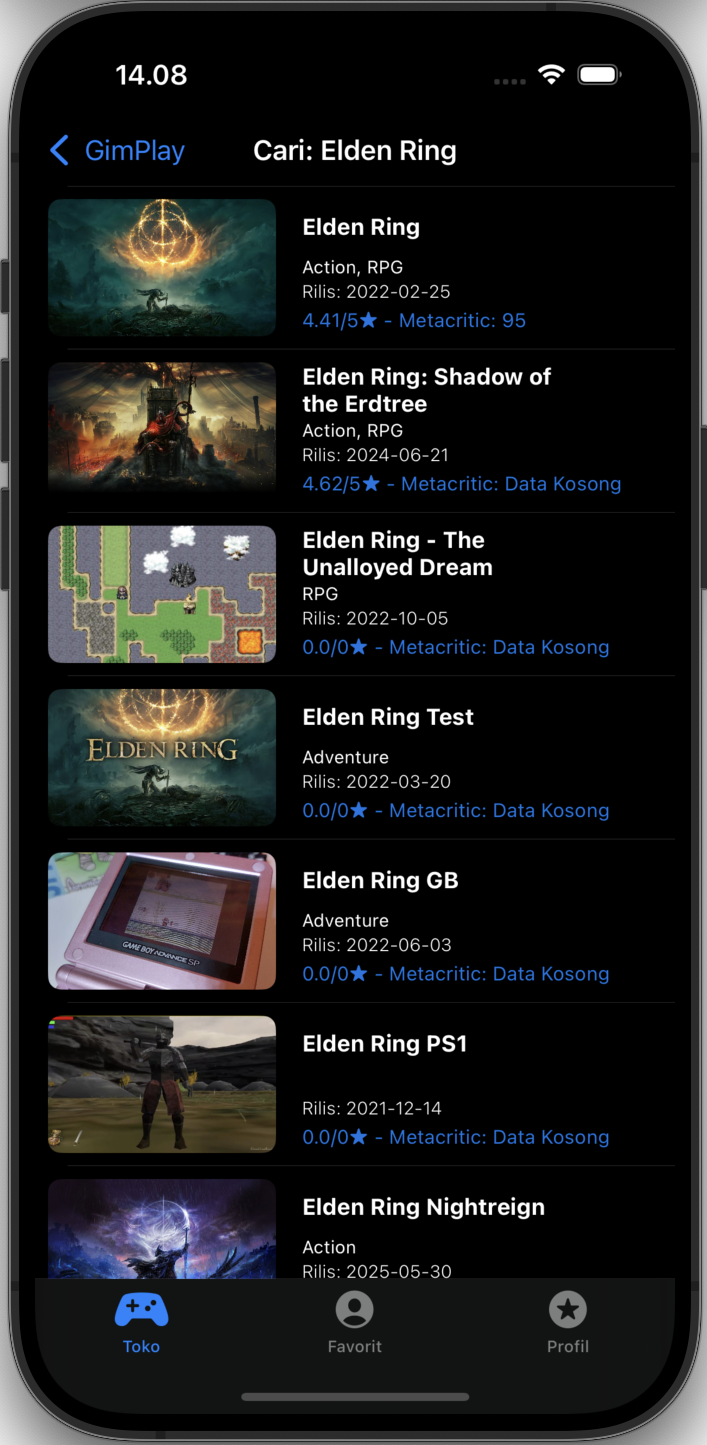 14.08
GimPlay
Cari: Elden Ring
Elden Ring
Action, RPG
Rilis: 2022-02-25
4.41/5★ - Metacritic: 95
Elden Ring: Shadow of
the Erdtree
Action, RPG
Rilis: 2024-06-21
4.62/5★ - Metacritic: Data Kosong
Elden Ring - The
Unalloyed Dream
RPG
Rilis: 2022-10-05
0.0/0★ - Metacritic: Data Kosong
ELDEN RING
Elden Ring Test
Adventure
Rilis: 2022-03-20
0.0/0★ - Metacritic: Data Kosong
GAME BOY ADVANCE SP
Elden Ring GB
Adventure
Rilis: 2022-06-03
0.0/0★ - Metacritic: Data Kosong
Elden Ring PS1
Rilis: 2021-12-14
0.0/0★ - Metacritic: Data Kosong
Elden Ring Nightreign
Action
Rilis: 2025-05-30
Toko
Favorit
Profil